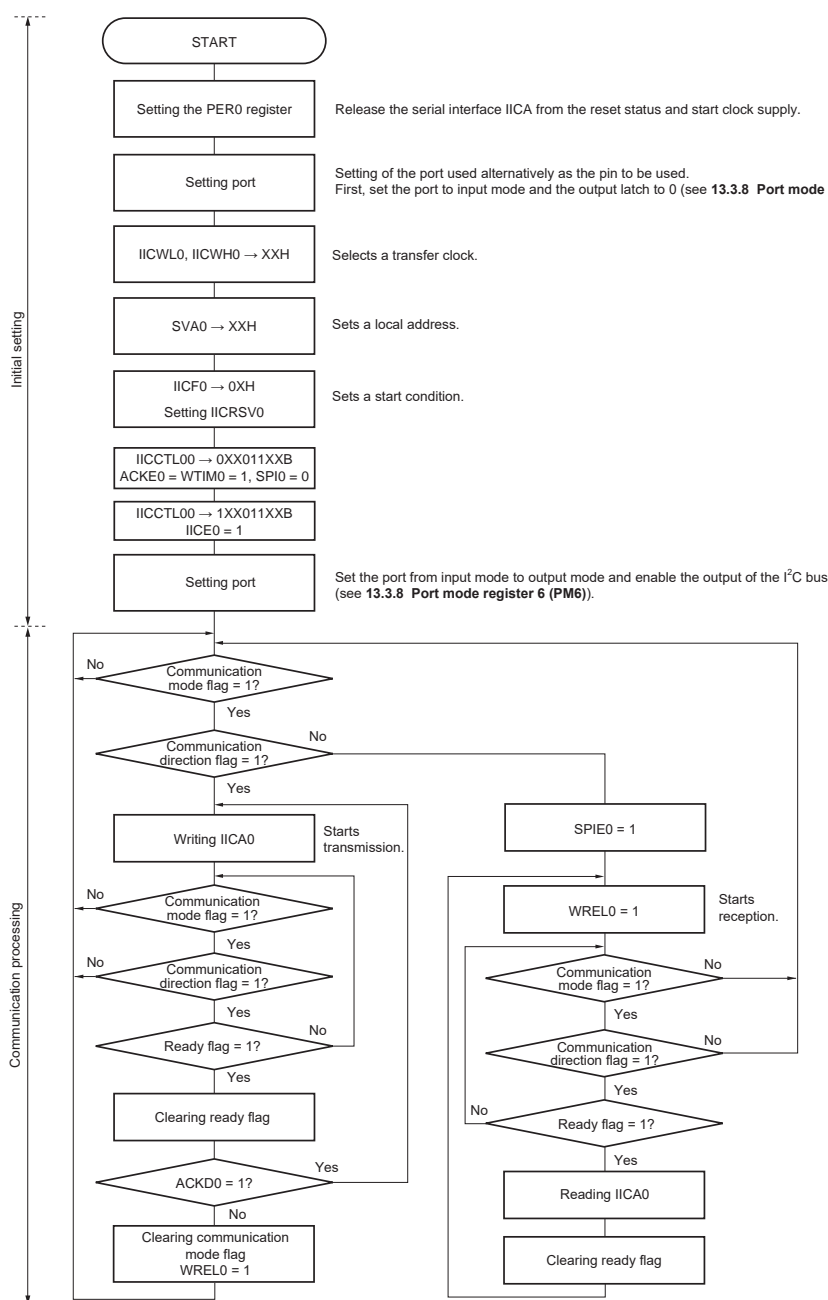 Initial setting
START
Setting the PER0 register
Release the serial interface IICA from the reset status and start clock supply.
Setting port
Setting of the port used alternatively as the pin to be used.
First, set the port to input mode and the output latch to 0 (see 13.3.8 Port mode
IICWL0, IICWH0 → XXH
Selects a transfer clock.
SVA0 → XXH
Sets a local address.
IICF0 → 0XH
Setting IICRSV0
Sets a start condition.
IICCTL00 → 0XX011XXB
ACKE0 = WTIM0 = 1, SPI0 = 0
IICCTL00 → 1XX011XXB
IICE0 = 1
Setting port
Set the port from input mode to output mode and enable the output of the I²C bus
(see 13.3.8 Port mode register 6 (PM6)).
Communication processing
No
Communication
mode flag = 1?
Yes
Communication
direction flag = 1?
No
Yes
Writing IICA0
Starts
transmission.
No
Communication
mode flag = 1?
Yes
No
Communication
direction flag = 1?
Yes
Ready flag = 1?
No
Yes
Clearing ready flag
ACKD0 = 1?
Yes
No
Clearing communication
mode flag
WREL0 = 1
SPIE0 = 1
WREL0 = 1
Starts
reception.
Communication
mode flag = 1?
No
Yes
Communication
direction flag = 1?
No
Yes
No
Ready flag = 1?
Yes
Reading IICA0
Clearing ready flag